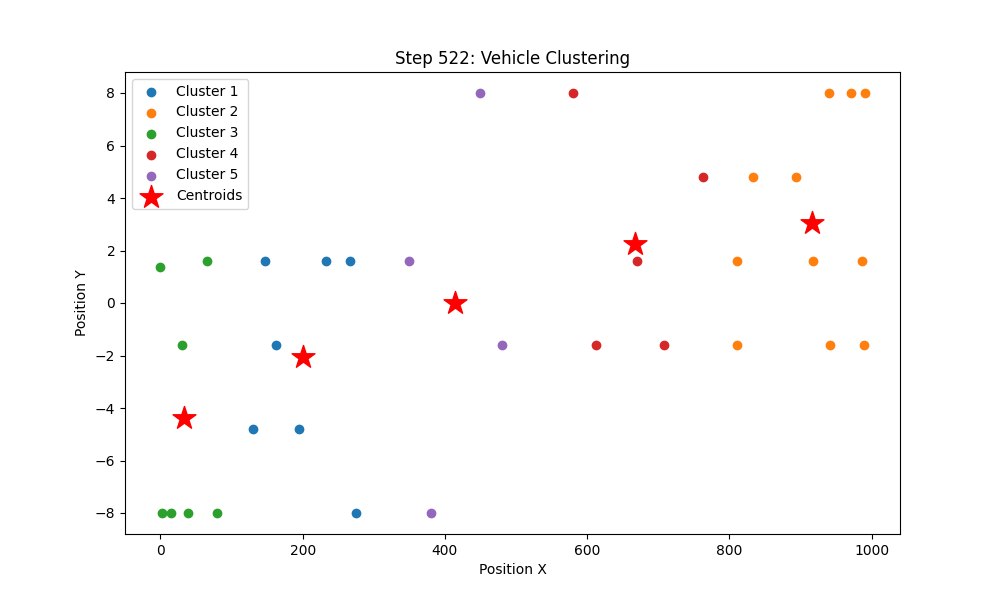 Step 522: Vehicle Clustering
Cluster 1
Cluster 2
Cluster 3
Cluster 4
Cluster 5
Centroids
Position Y
8
6
4
2
0
−2
−4
−6
−8
0 200 400 600 800 1000
Position X